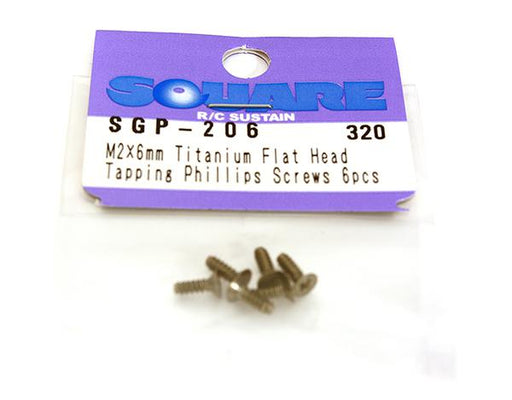 SQUARE
R/C SUSTAIN
SGP-206 320
M2X6mm Titanium Flat Head
Tapping Phillips Screws 6pcs